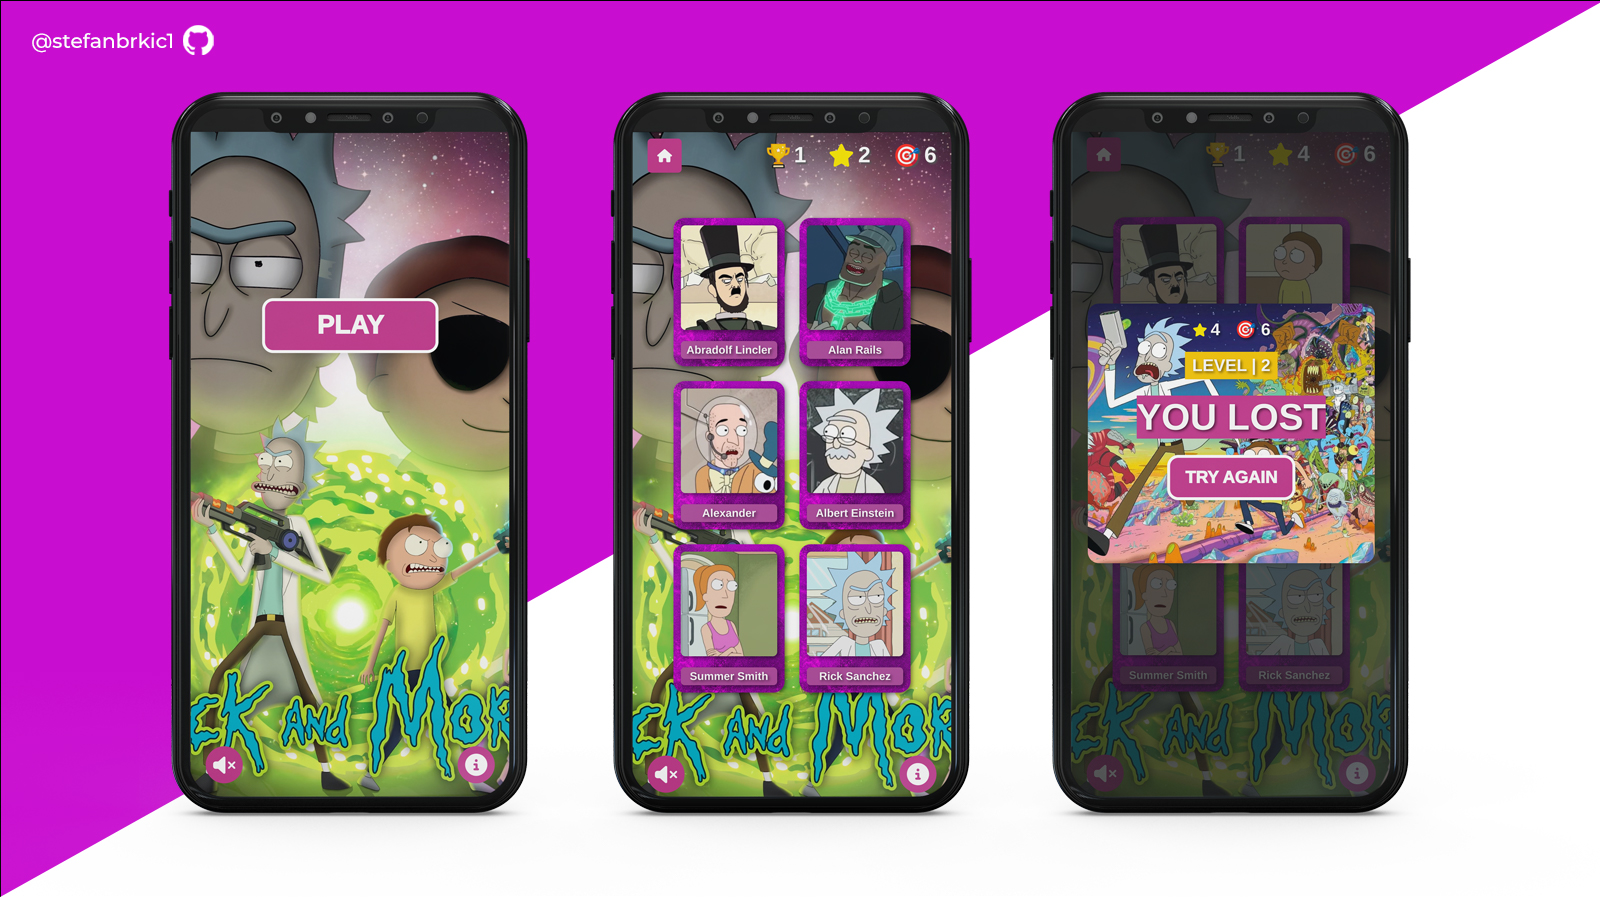 @stefanbrkic1
PLAY
CK AND MOR
1 2 6
Abradolf Lincler
Alan Rails
Alexander
Albert Einstein
Summer Smith
Rick Sanchez
CK AND MOR
1 4 6
4 6
LEVEL | 2
YOU LOST
TRY AGAIN
Summer Smith
Rick Sanchez
CK AND MOR